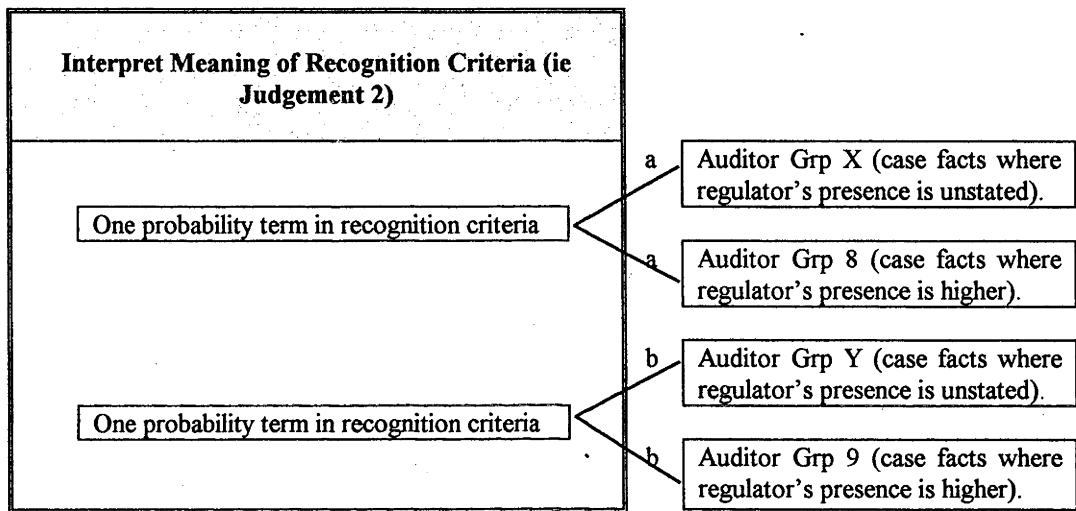 Interpret Meaning of Recognition Criteria (ie
Judgement 2)
a
Auditor Grp X (case facts where
regulator's presence is unstated).
One probability term in recognition criteria
a
Auditor Grp 8 (case facts where
regulator's presence is higher).
b
Auditor Grp Y (case facts where
regulator's presence is unstated).
One probability term in recognition criteria
b
Auditor Grp 9 (case facts where
regulator's presence is higher).